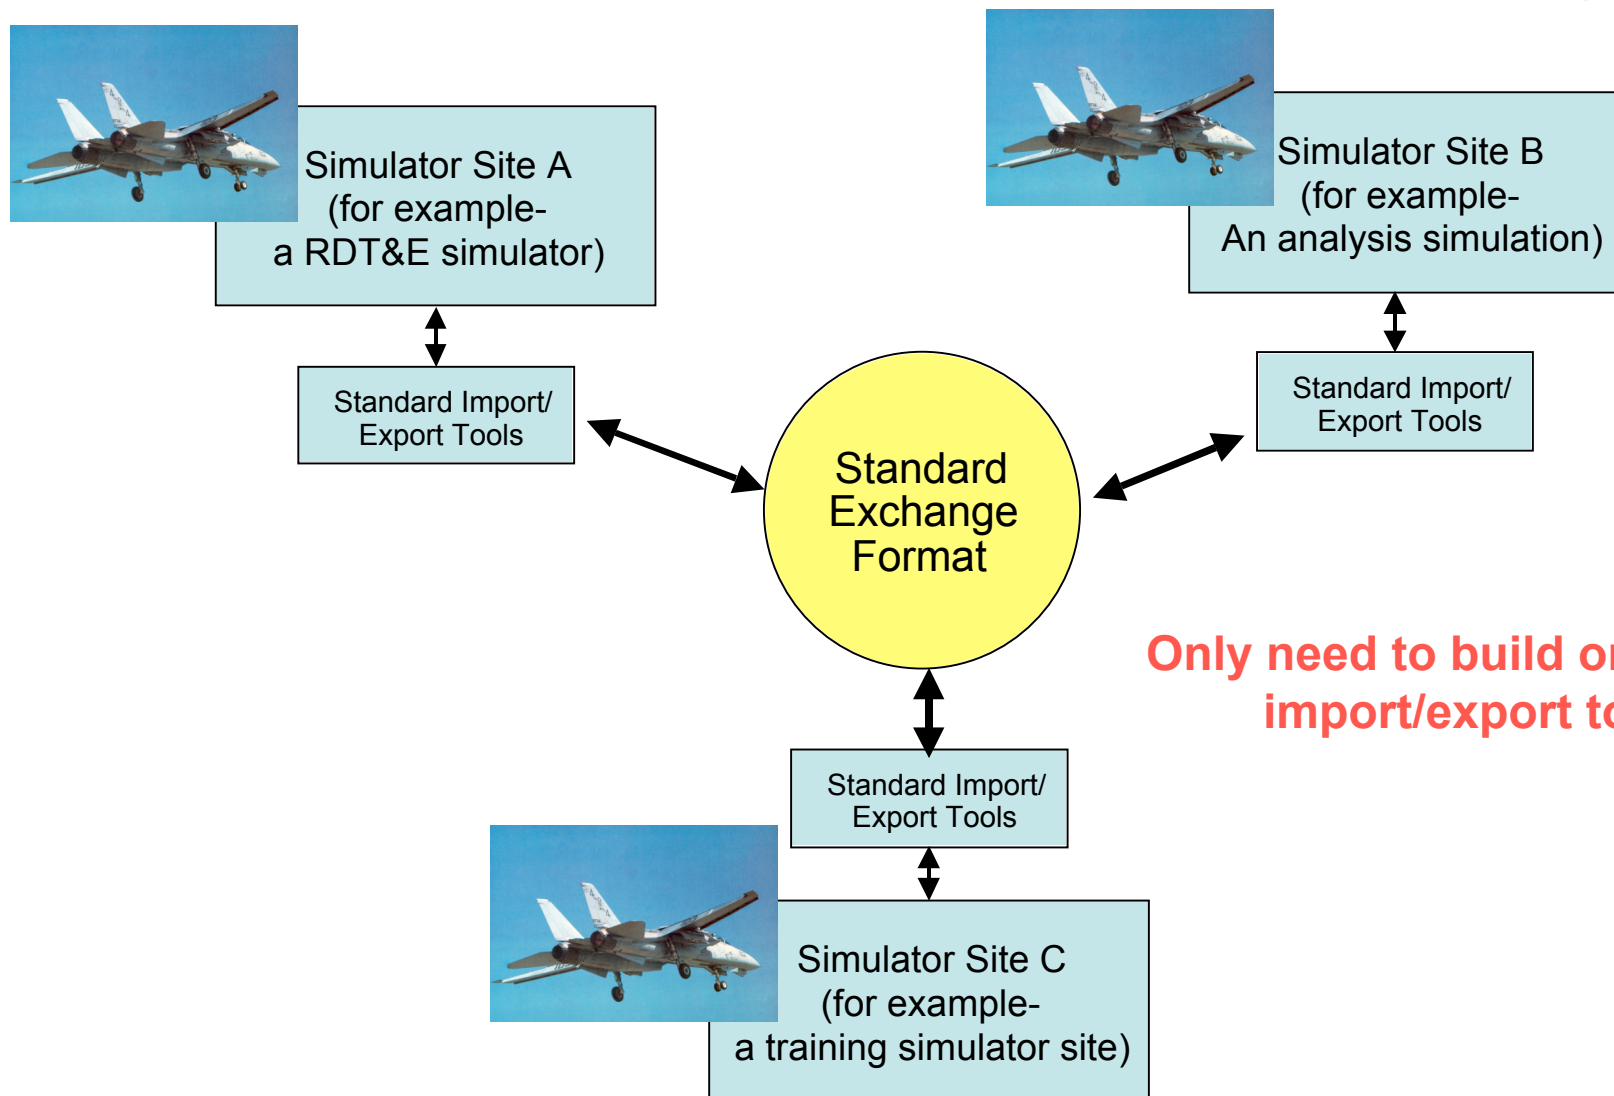 Simulator Site A
(for example-
a RDT&E simulator)
Simulator Site B
(for example-
An analysis simulation)
Standard Import/
Export Tools
Standard Import/
Export Tools
Standard
Exchange
Format
Only need to build
import/export
Standard Import/
Export Tools
Simulator Site C
(for example-
a training simulator site)